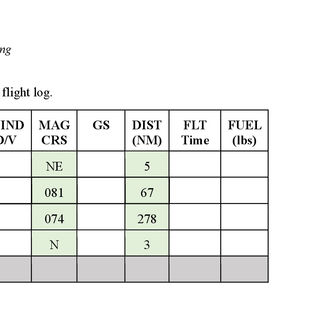 ng
flight log.
IND MAG GS DIST FLT FUEL
D/V CRS (NM) Time (lbs)
NE 5
081 67
074 278
N 3